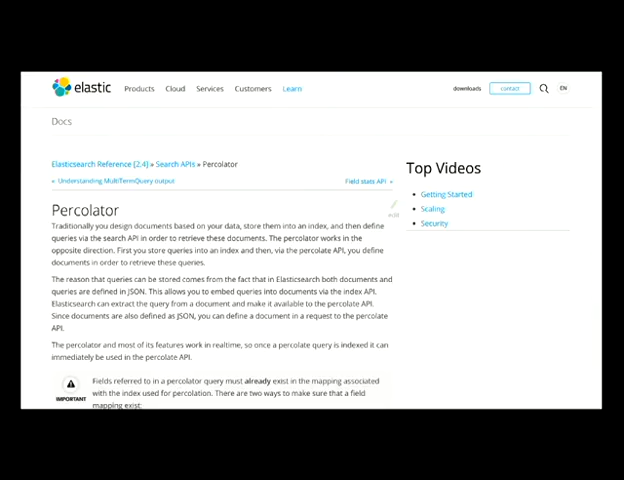 elastic Products Cloud Services Customers Learn downloads contact EN
Docs
Elasticsearch Reference [2.4] » Search APIs » Percolator
« Understanding MultiTermQuery output Field stats API »
Percolator
edit
Traditionally you design documents based on your data, store them into an index, and then define
queries via the search API in order to retrieve these documents. The percolator works in the
opposite direction. First you store queries into an index and then, via the percolate API, you define
documents in order to retrieve these queries.
The reason that queries can be stored comes from the fact that in Elasticsearch both documents and
queries are defined in JSON. This allows you to embed queries into documents via the index API.
Elasticsearch can extract the query from a document and make it available to the percolate API.
Since documents are also defined as JSON, you can define a document in a request to the percolate
API.
The percolator and most of its features work in realtime, so once a percolate query is indexed it can
immediately be used in the percolate API.
IMPORTANT
Fields referred to in a percolator query must already exist in the mapping associated
with the index used for percolation. There are two ways to make sure that a field
mapping exist:
Top Videos
Getting Started
Scaling
Security